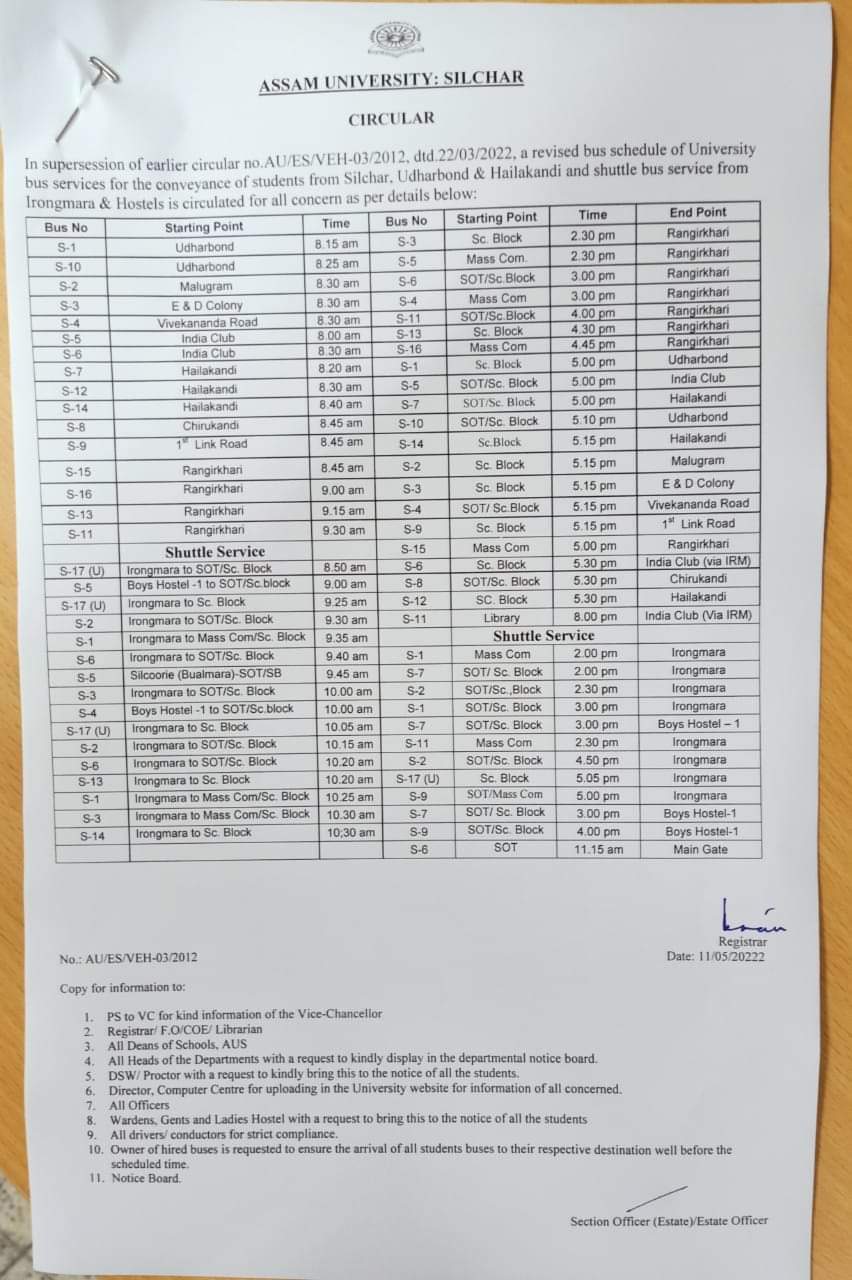 ASSAM UNIVERSITY: SILCHAR
CIRCULAR
In supersession of earlier circular no.AU/ES/VEH-03/2012, dtd.22/03/2022, a revised bus schedule of University
bus services for the conveyance of students from Silchar, Udharbond & Hailakandi and shuttle bus service from
Irongmara & Hostels is circulated for all concern as per details below:
Bus No Starting Point Time Bus No Starting Point Time End Point
S-1 Udharbond 8.15 am S-3 Sc. Block 2.30 pm Rangirkhari
S-10 Udharbond 8.25 am S-5 Mass Com. 2.30 pm Rangirkhari
S-2 Malugram 8.30 am S-6 SOT/Sc.Block 3.00 pm Rangirkhari
S-3 E & D Colony 8.30 am S-4 Mass Com 3.00 pm Rangirkhari
S-4 Vivekananda Road 8.30 am S-11 SOT/Sc.Block 4.00 pm Rangirkhari
S-5 India Club 8.00 am S-13 Sc. Block 4.30 pm Rangirkhari
S-6 India Club 8.30 am S-16 Mass Com 4.45 pm Rangirkhari
S-7 Hailakandi 8.20 am S-1 Sc. Block 5.00 pm Udharbond
S-12 Hailakandi 8.30 am S-5 SOT/Sc. Block 5.00 pm India Club
S-14 Hailakandi 8.40 am S-7 SOT/Sc. Block 5.00 pm Hailakandi
S-8 Chirukandi 8.45 am S-10 SOT/Sc. Block 5.10 pm Udharbond
S-9 1st Link Road 8.45 am S-14 Sc.Block 5.15 pm Hailakandi
S-15 Rangirkhari 8.45 am S-2 Sc. Block 5.15 pm Malugram
S-16 Rangirkhari 9.00 am S-3 Sc. Block 5.15 pm E & D Colony
S-13 Rangirkhari 9.15 am S-4 SOT/ Sc.Block 5.15 pm Vivekananda Road
S-11 Rangirkhari 9.30 am S-9 Sc. Block 5.15 pm 1st Link Road
Shuttle Service S-15 Mass Com 5.00 pm Rangirkhari
S-17 (U) Irongmara to SOT/Sc. Block 8.50 am S-6 Sc. Block 5.30 pm India Club (via IRM)
S-5 Boys Hostel -1 to SOT/Sc.block 9.00 am S-8 SOT/Sc. Block 5.30 pm Chirukandi
S-17 (U) Irongmara to Sc. Block 9.25 am S-12 SC. Block 5.30 pm Hailakandi
S-2 Irongmara to SOT/Sc. Block 9.30 am S-11 Library 8.00 pm India Club (Via IRM)
S-1 Irongmara to Mass Com/Sc. Block 9.35 am Shuttle Service
S-6 Irongmara to SOT/Sc. Block 9.40 am S-1 Mass Com 2.00 pm Irongmara
S-5 Silcoorie (Bualmara)-SOT/SB 9.45 am S-7 SOT/ Sc. Block 2.00 pm Irongmara
S-3 Irongmara to SOT/Sc. Block 10.00 am S-2 SOT/Sc.,Block 2.30 pm Irongmara
S-4 Boys Hostel -1 to SOT/Sc.block 10.00 am S-1 SOT/Sc. Block 3.00 pm Irongmara
S-17 (U) Irongmara to Sc. Block 10.05 am S-7 SOT/Sc. Block 3.00 pm Boys Hostel – 1
S-2 Irongmara to SOT/Sc. Block 10.15 am S-11 Mass Com 2.30 pm Irongmara
S-6 Irongmara to SOT/Sc. Block 10.20 am S-2 SOT/Sc. Block 4.50 pm Irongmara
S-13 Irongmara to Sc. Block 10.20 am S-17 (U) Sc. Block 5.05 pm Irongmara
S-1 Irongmara to Mass Com/Sc. Block 10.25 am S-9 SOT/Mass Com 5.00 pm Irongmara
S-3 Irongmara to Mass Com/Sc. Block 10.30 am S-7 SOT/ Sc. Block 3.00 pm Boys Hostel-1
S-14 Irongmara to Sc. Block 10;30 am S-9 SOT/Sc. Block 4.00 pm Boys Hostel-1
S-6 SOT 11.15 am Main Gate
Registrar
No.: AU/ES/VEH-03/2012 Date: 11/05/20222
Copy for information to:
1. PS to VC for kind information of the Vice-Chancellor
2. Registrar/ F.O/COE/ Librarian
3. All Deans of Schools, AUS
4. All Heads of the Departments with a request to kindly display in the departmental notice board.
5. DSW/ Proctor with a request to kindly bring this to the notice of all the students.
6. Director, Computer Centre for uploading in the University website for information of all concerned.
7. All Officers
8. Wardens, Gents and Ladies Hostel with a request to bring this to the notice of all the students
9. All drivers/ conductors for strict compliance.
10. Owner of hired buses is requested to ensure the arrival of all students buses to their respective destination well before the
scheduled time.
11. Notice Board.
Section Officer (Estate)/Estate Officer